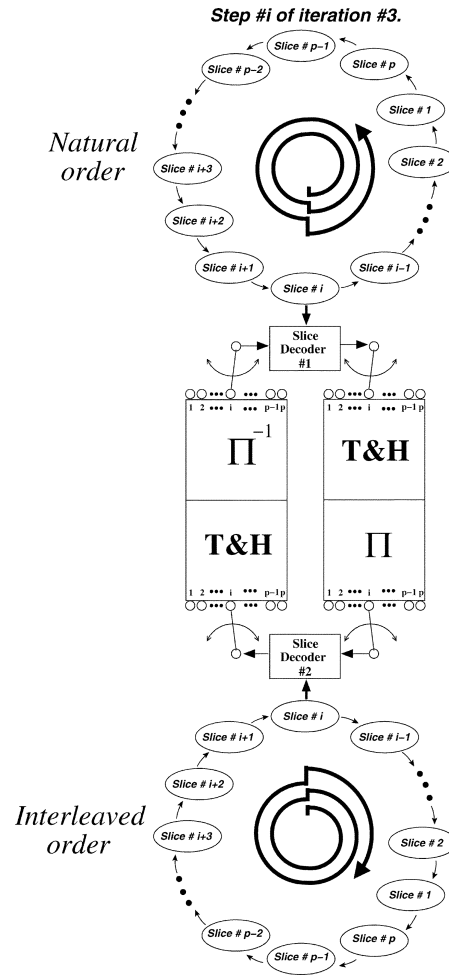 Step #i of iteration #3.
Slice # p−1
Slice # p−2
Slice # p
Slice # 1
Natural
order
Slice # 2
Slice # i+3
Slice # i+2
Slice # i+1
Slice # i−1
Slice # i
Slice
Decoder
#1
1 2 ••• i ••• p−1 p
1 2 ••• i ••• p−1 p
Π−1
T&H
T&H
Π
1 2 ••• i ••• p−1 p
1 2 ••• i ••• p−1 p
Slice
Decoder
#2
Slice # i
Slice # i+1
Slice # i−1
Slice # i+2
Interleaved
order
Slice # i+3
Slice # 2
Slice # 1
Slice # p−2
Slice # p
Slice # p−1